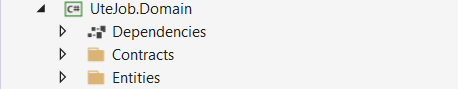 C# UteJob.Domain
Dependencies
Contracts
Entities